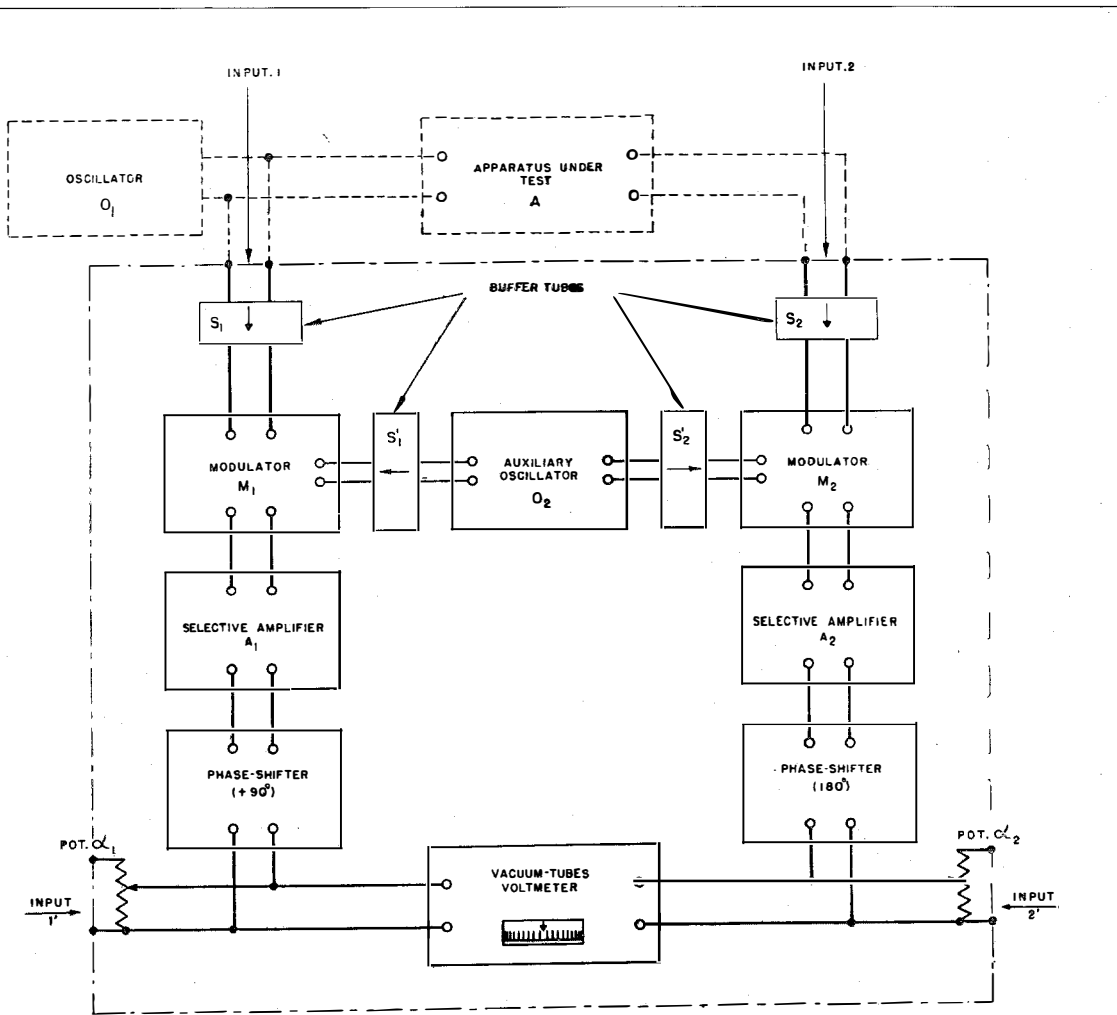 INPUT.1
INPUT.2
OSCILLATOR
O₁
APPARATUS UNDER
TEST
A
BUFFER TUBES
S₁
S₂
S'₁
S'₂
MODULATOR
M₁
AUXILIARY
OSCILLATOR
O₂
MODULATOR
M₂
SELECTIVE AMPLIFIER
A₁
SELECTIVE AMPLIFIER
A₂
PHASE-SHIFTER
(+90°)
PHASE-SHIFTER
(180°)
POT. α₁
POT. α₂
VACUUM-TUBES
VOLTMETER
INPUT
1'
INPUT
2'